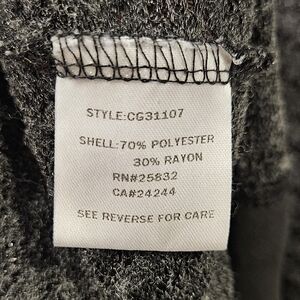 STYLE:CG31107
SHELL:70% POLYESTER
30% RAYON
RN#25832
CA#24244
SEE REVERSE FOR CARE